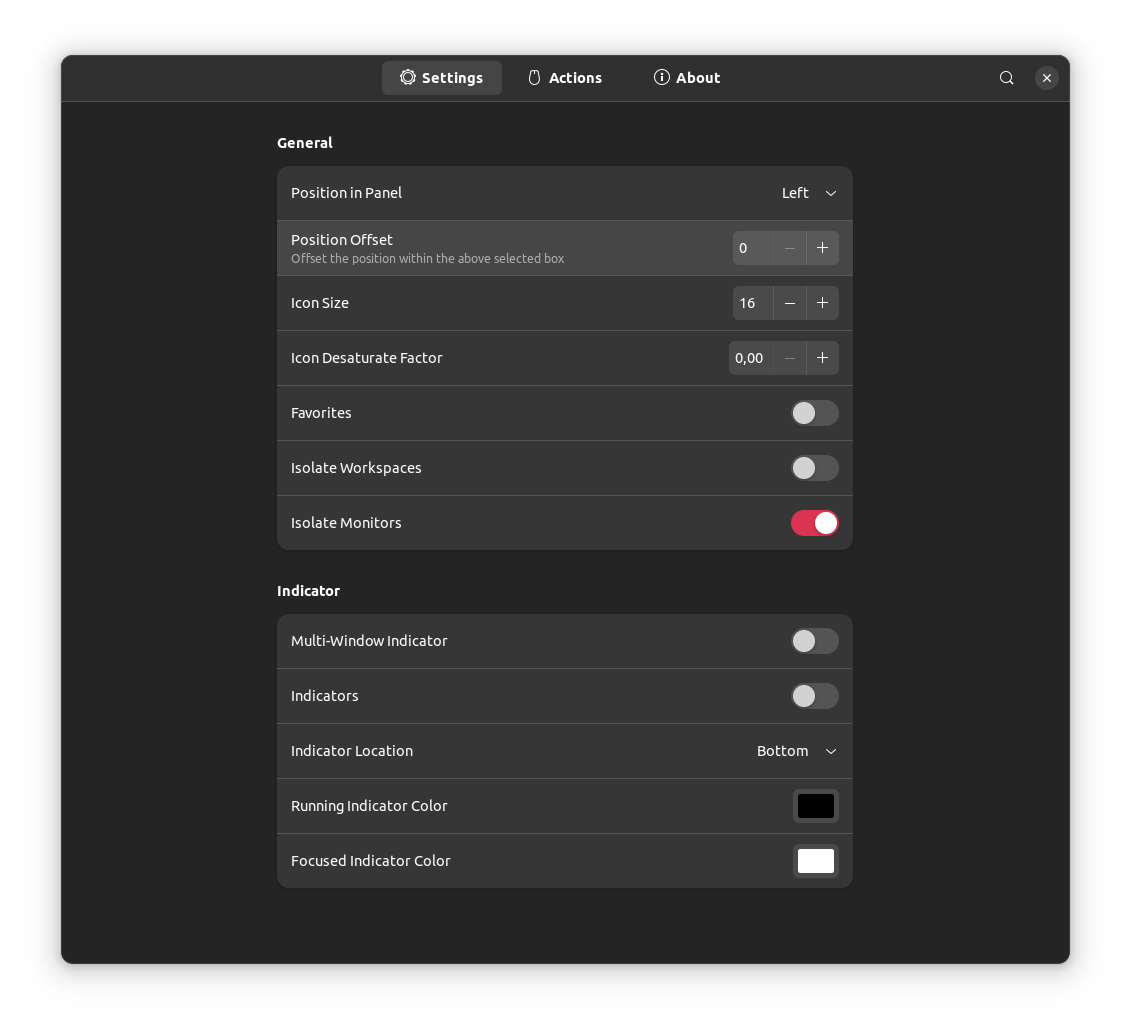 Settings
Actions
About
General
Position in Panel
Left
Position Offset
Offset the position within the above selected box
0
Icon Size
16
Icon Desaturate Factor
0,00
Favorites
Isolate Workspaces
Isolate Monitors
Indicator
Multi-Window Indicator
Indicators
Indicator Location
Bottom
Running Indicator Color
Focused Indicator Color